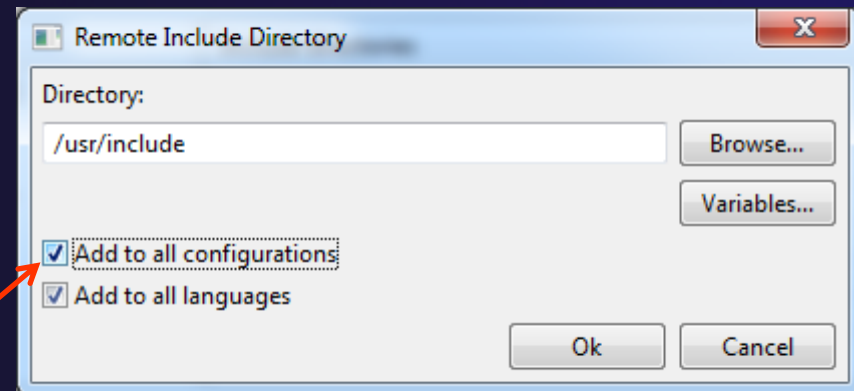 Remote Include Directory
Directory:
/usr/include
Browse...
Variables...
Add to all configurations
Add to all languages
Ok
Cancel